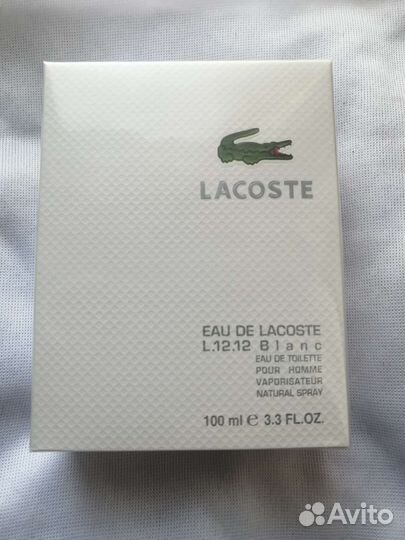 LACOSTE
EAU DE LACOSTE
L.12.12 Blanc
EAU DE TOILETTE
POUR HOMME
VAPORISATEUR
NATURAL SPRAY
100 ml e 3.3 FL.OZ.
Avito